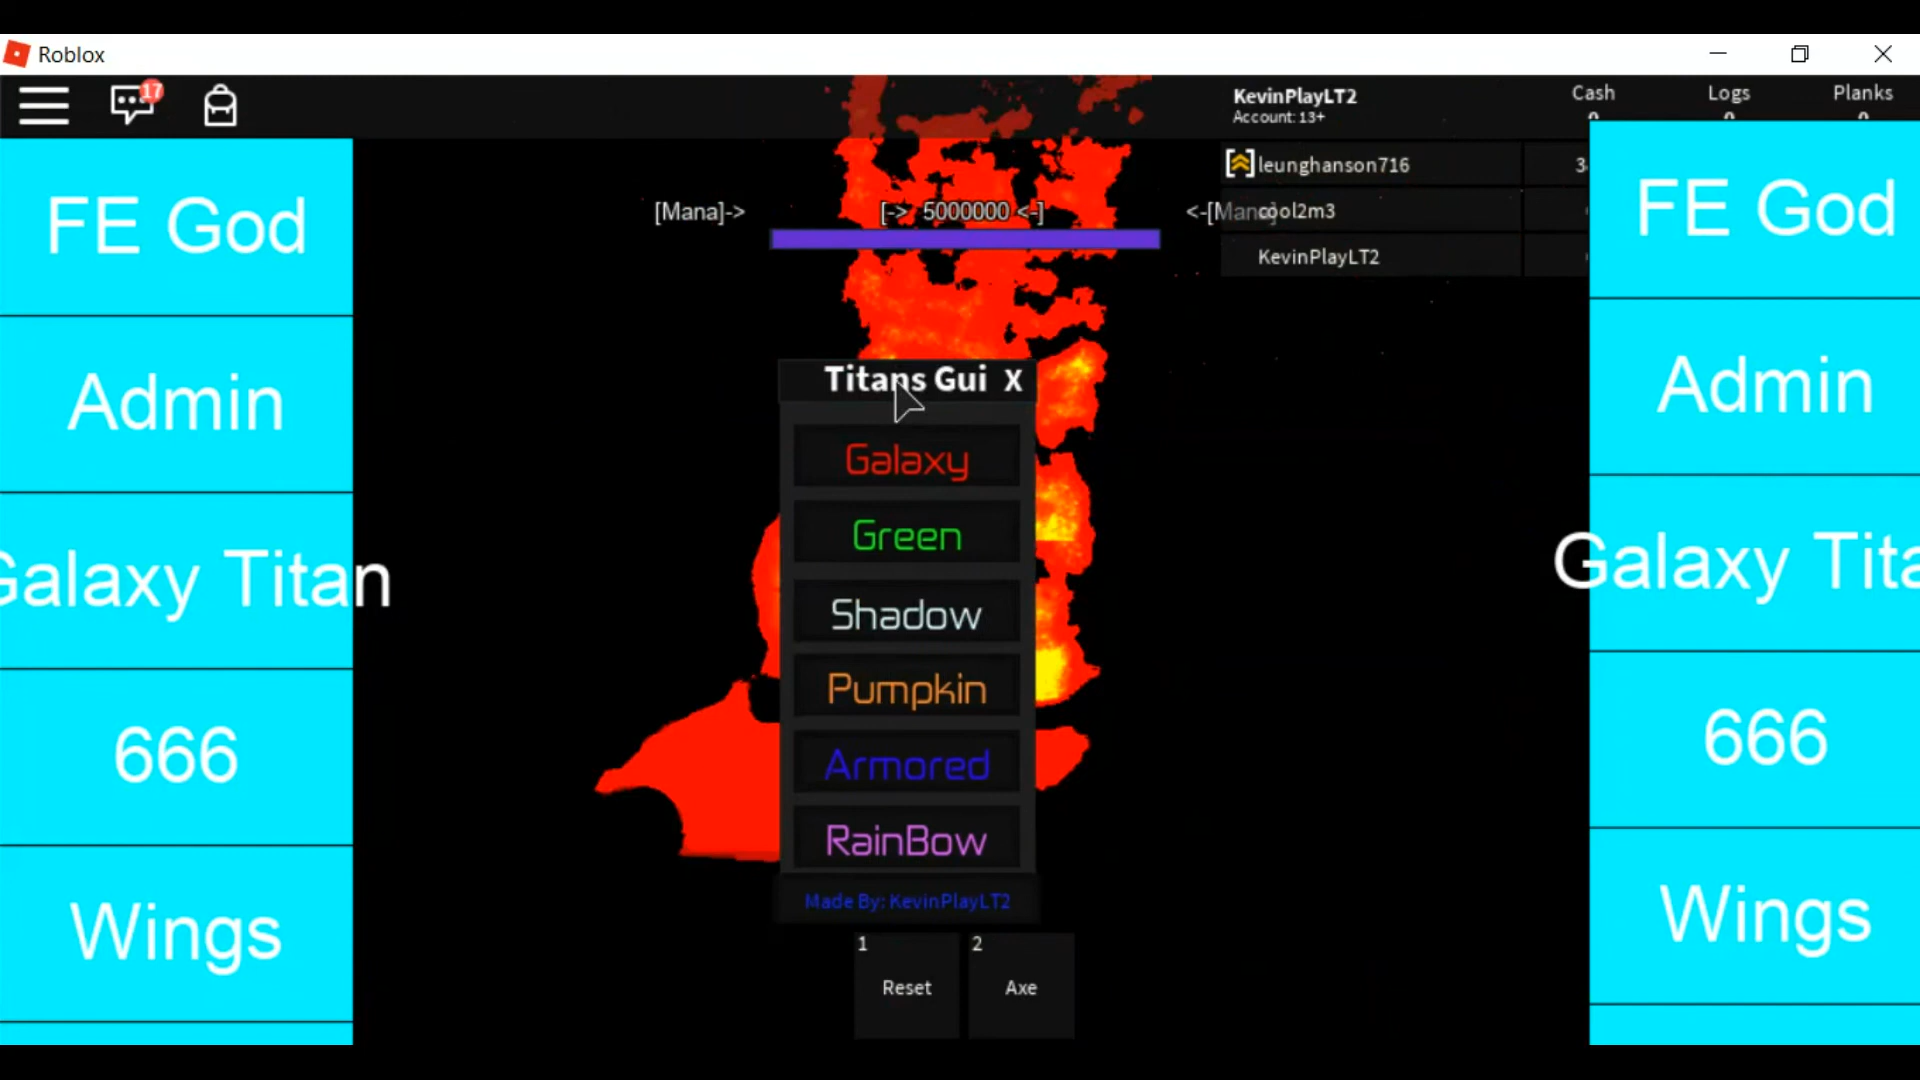 Roblox
17
KevinPlayLT2
Account: 13+
Cash
Logs
Planks
leunghanson716
cool2m3
KevinPlayLT2
[Mana]->
[-> 5000000 <-]
<-[Mana]
FE God
Admin
Galaxy Titan
666
Wings
Titans Gui X
Galaxy
Green
Shadow
Pumpkin
Armored
RainBow
Made By: KevinPlayLT2
1
Reset
2
Axe
FE God
Admin
Galaxy Tita
666
Wings